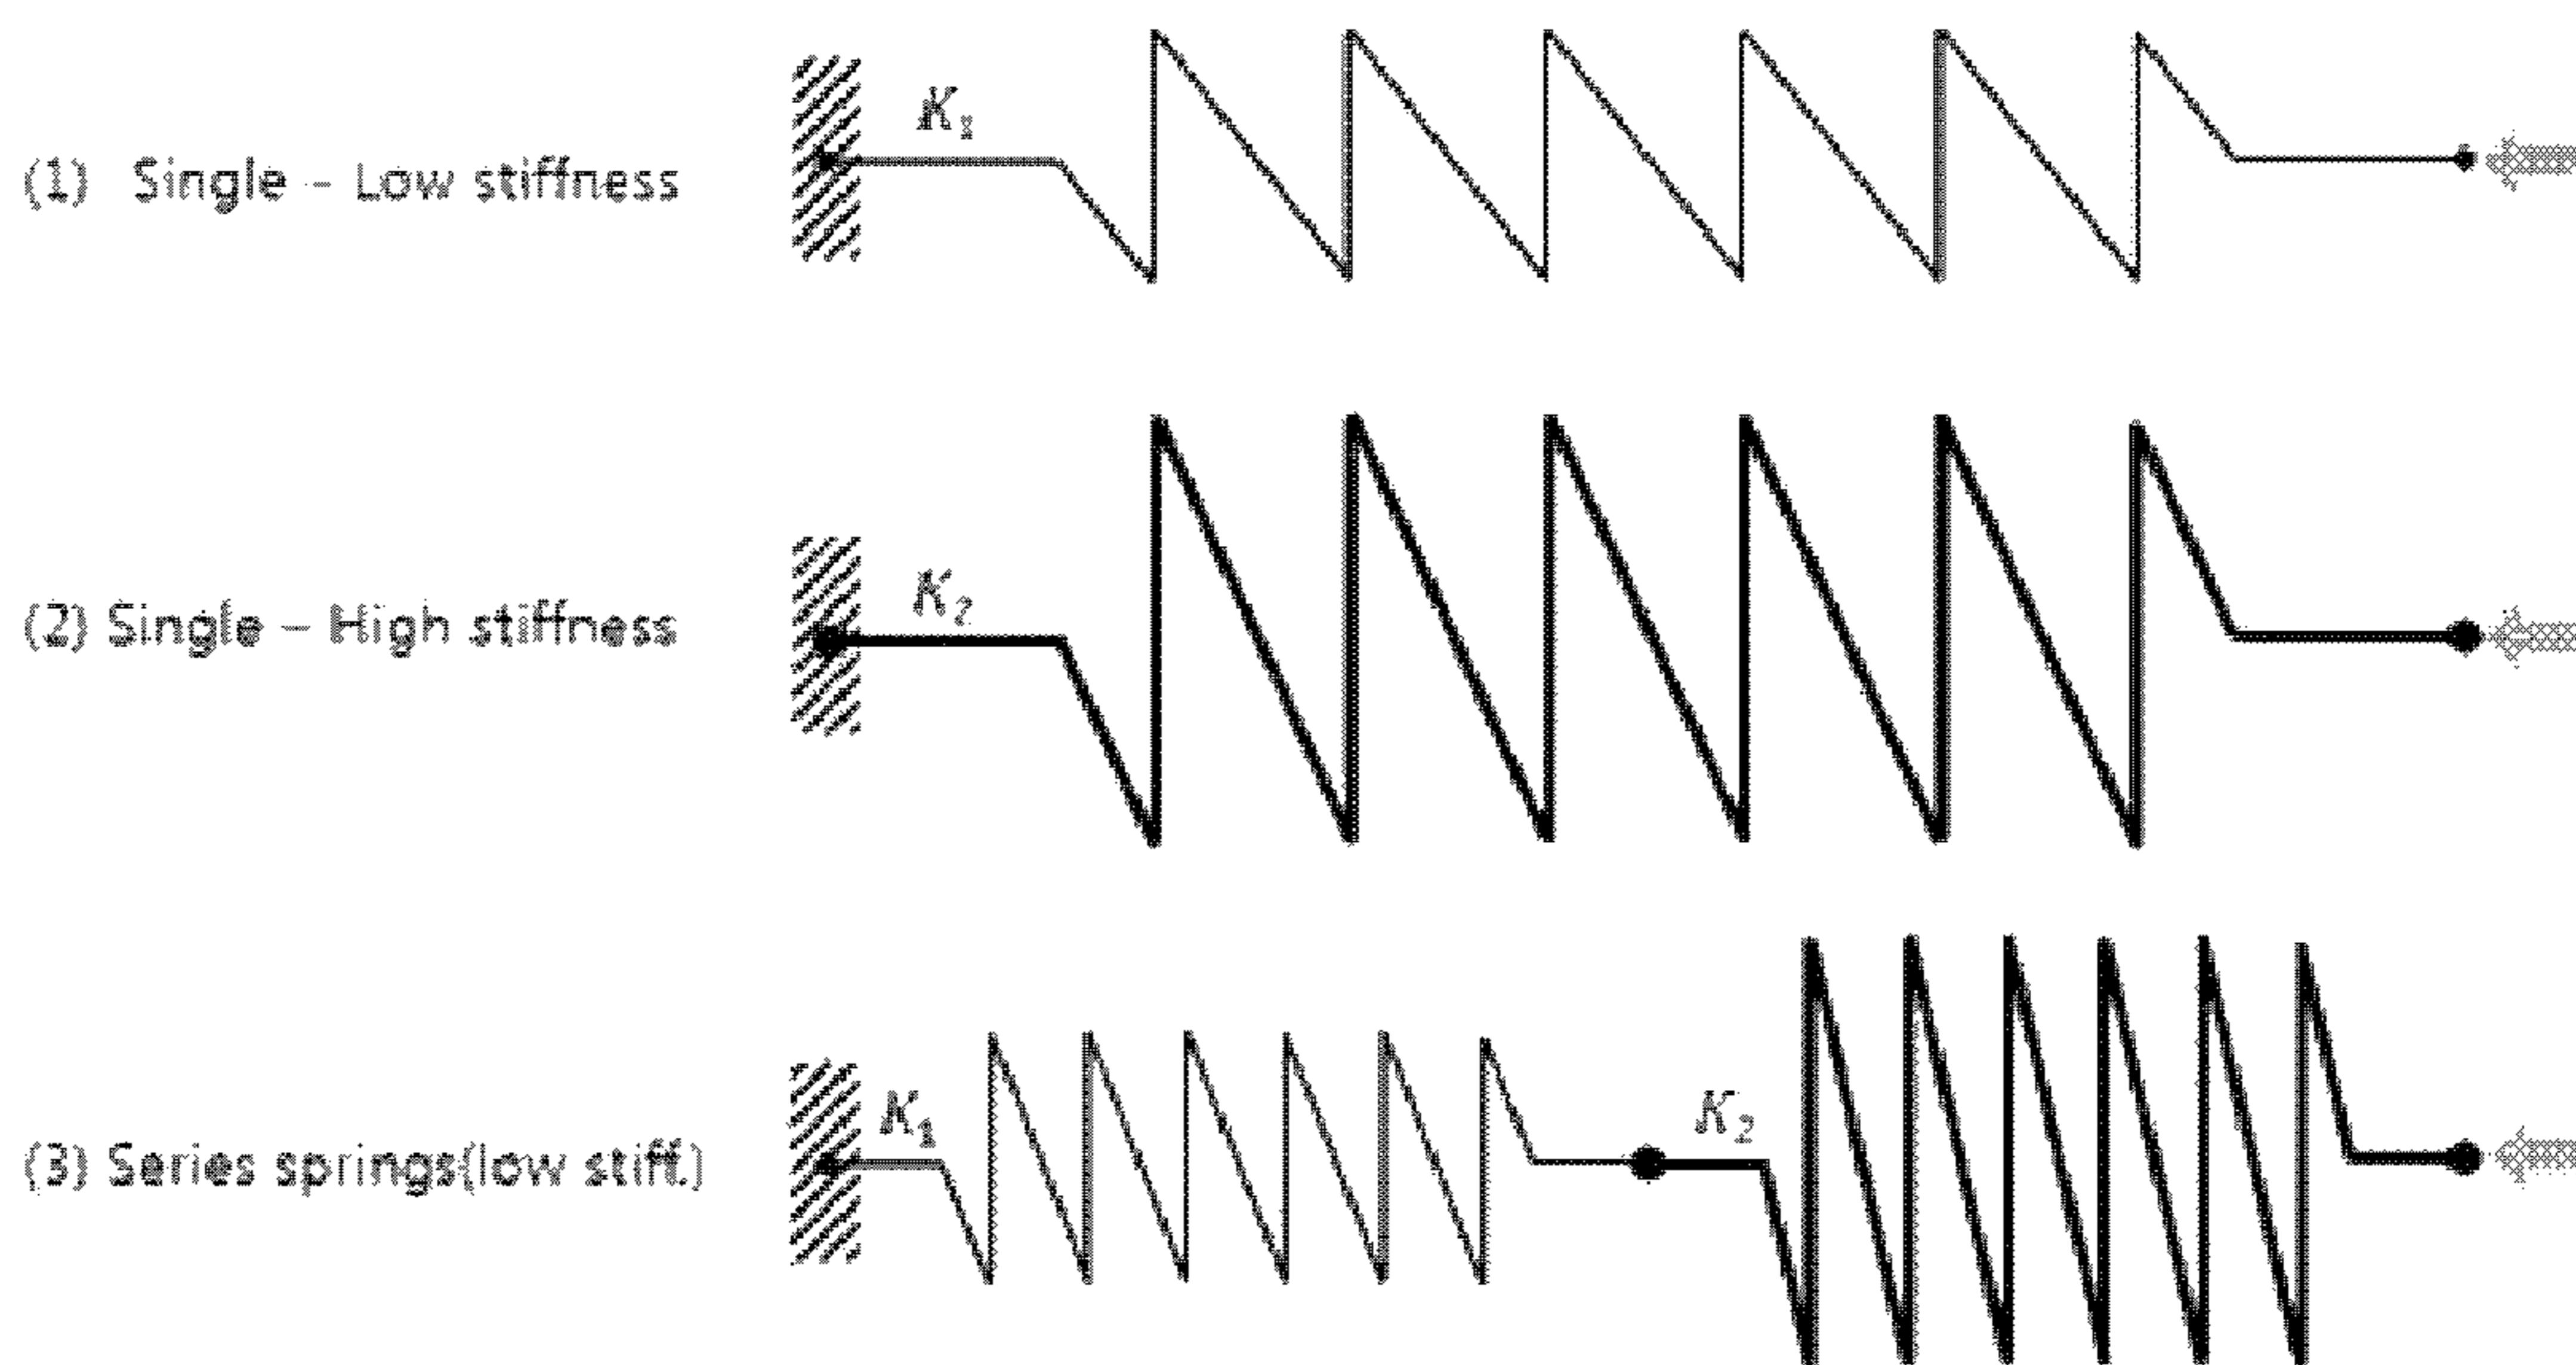 (1) Single – Low stiffness
K₁
(2) Single – High stiffness
K₂
(3) Series springs(low stiff.)
K₁
K₂